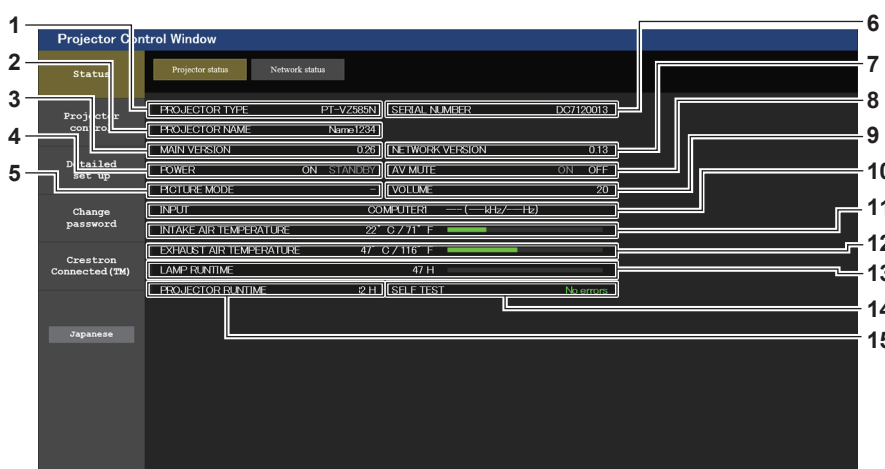 Projector Control Window
Status
Projector status
Network status
Projector control
Detailed set up
Change password
Crestron Connected(TM)
Japanese
PROJECTOR TYPE PT-VZ585N
SERIAL NUMBER DC7120013
PROJECTOR NAME Name1234
MAIN VERSION 0.26
NETWORK VERSION 0.13
POWER ON STANDBY
AV MUTE ON OFF
PICTURE MODE –
VOLUME 20
INPUT COMPUTER1 ---(---kHz/---Hz)
INTAKE AIR TEMPERATURE 22° C / 71° F
EXHAUST AIR TEMPERATURE 47° C / 116° F
LAMP RUNTIME 47 H
PROJECTOR RUNTIME 2 H
SELF TEST No errors
1
2
3
4
5
6
7
8
9
10
11
12
13
14
15